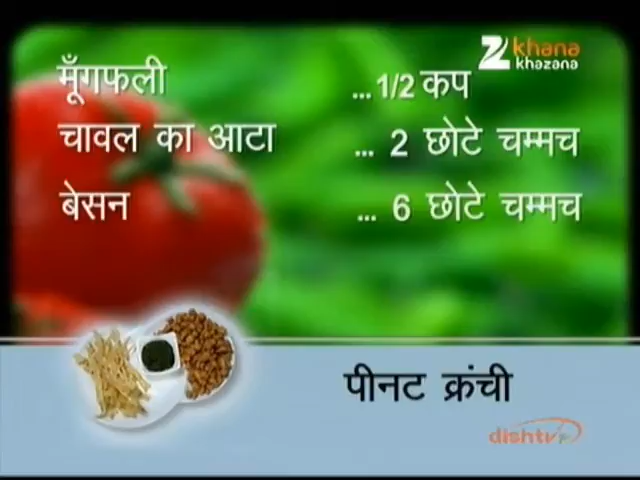 Z khana khazana
मूँगफली ... 1/2 कप
चावल का आटा ... 2 छोटे चम्मच
बेसन ... 6 छोटे चम्मच
पीनट क्रंची
dishtv